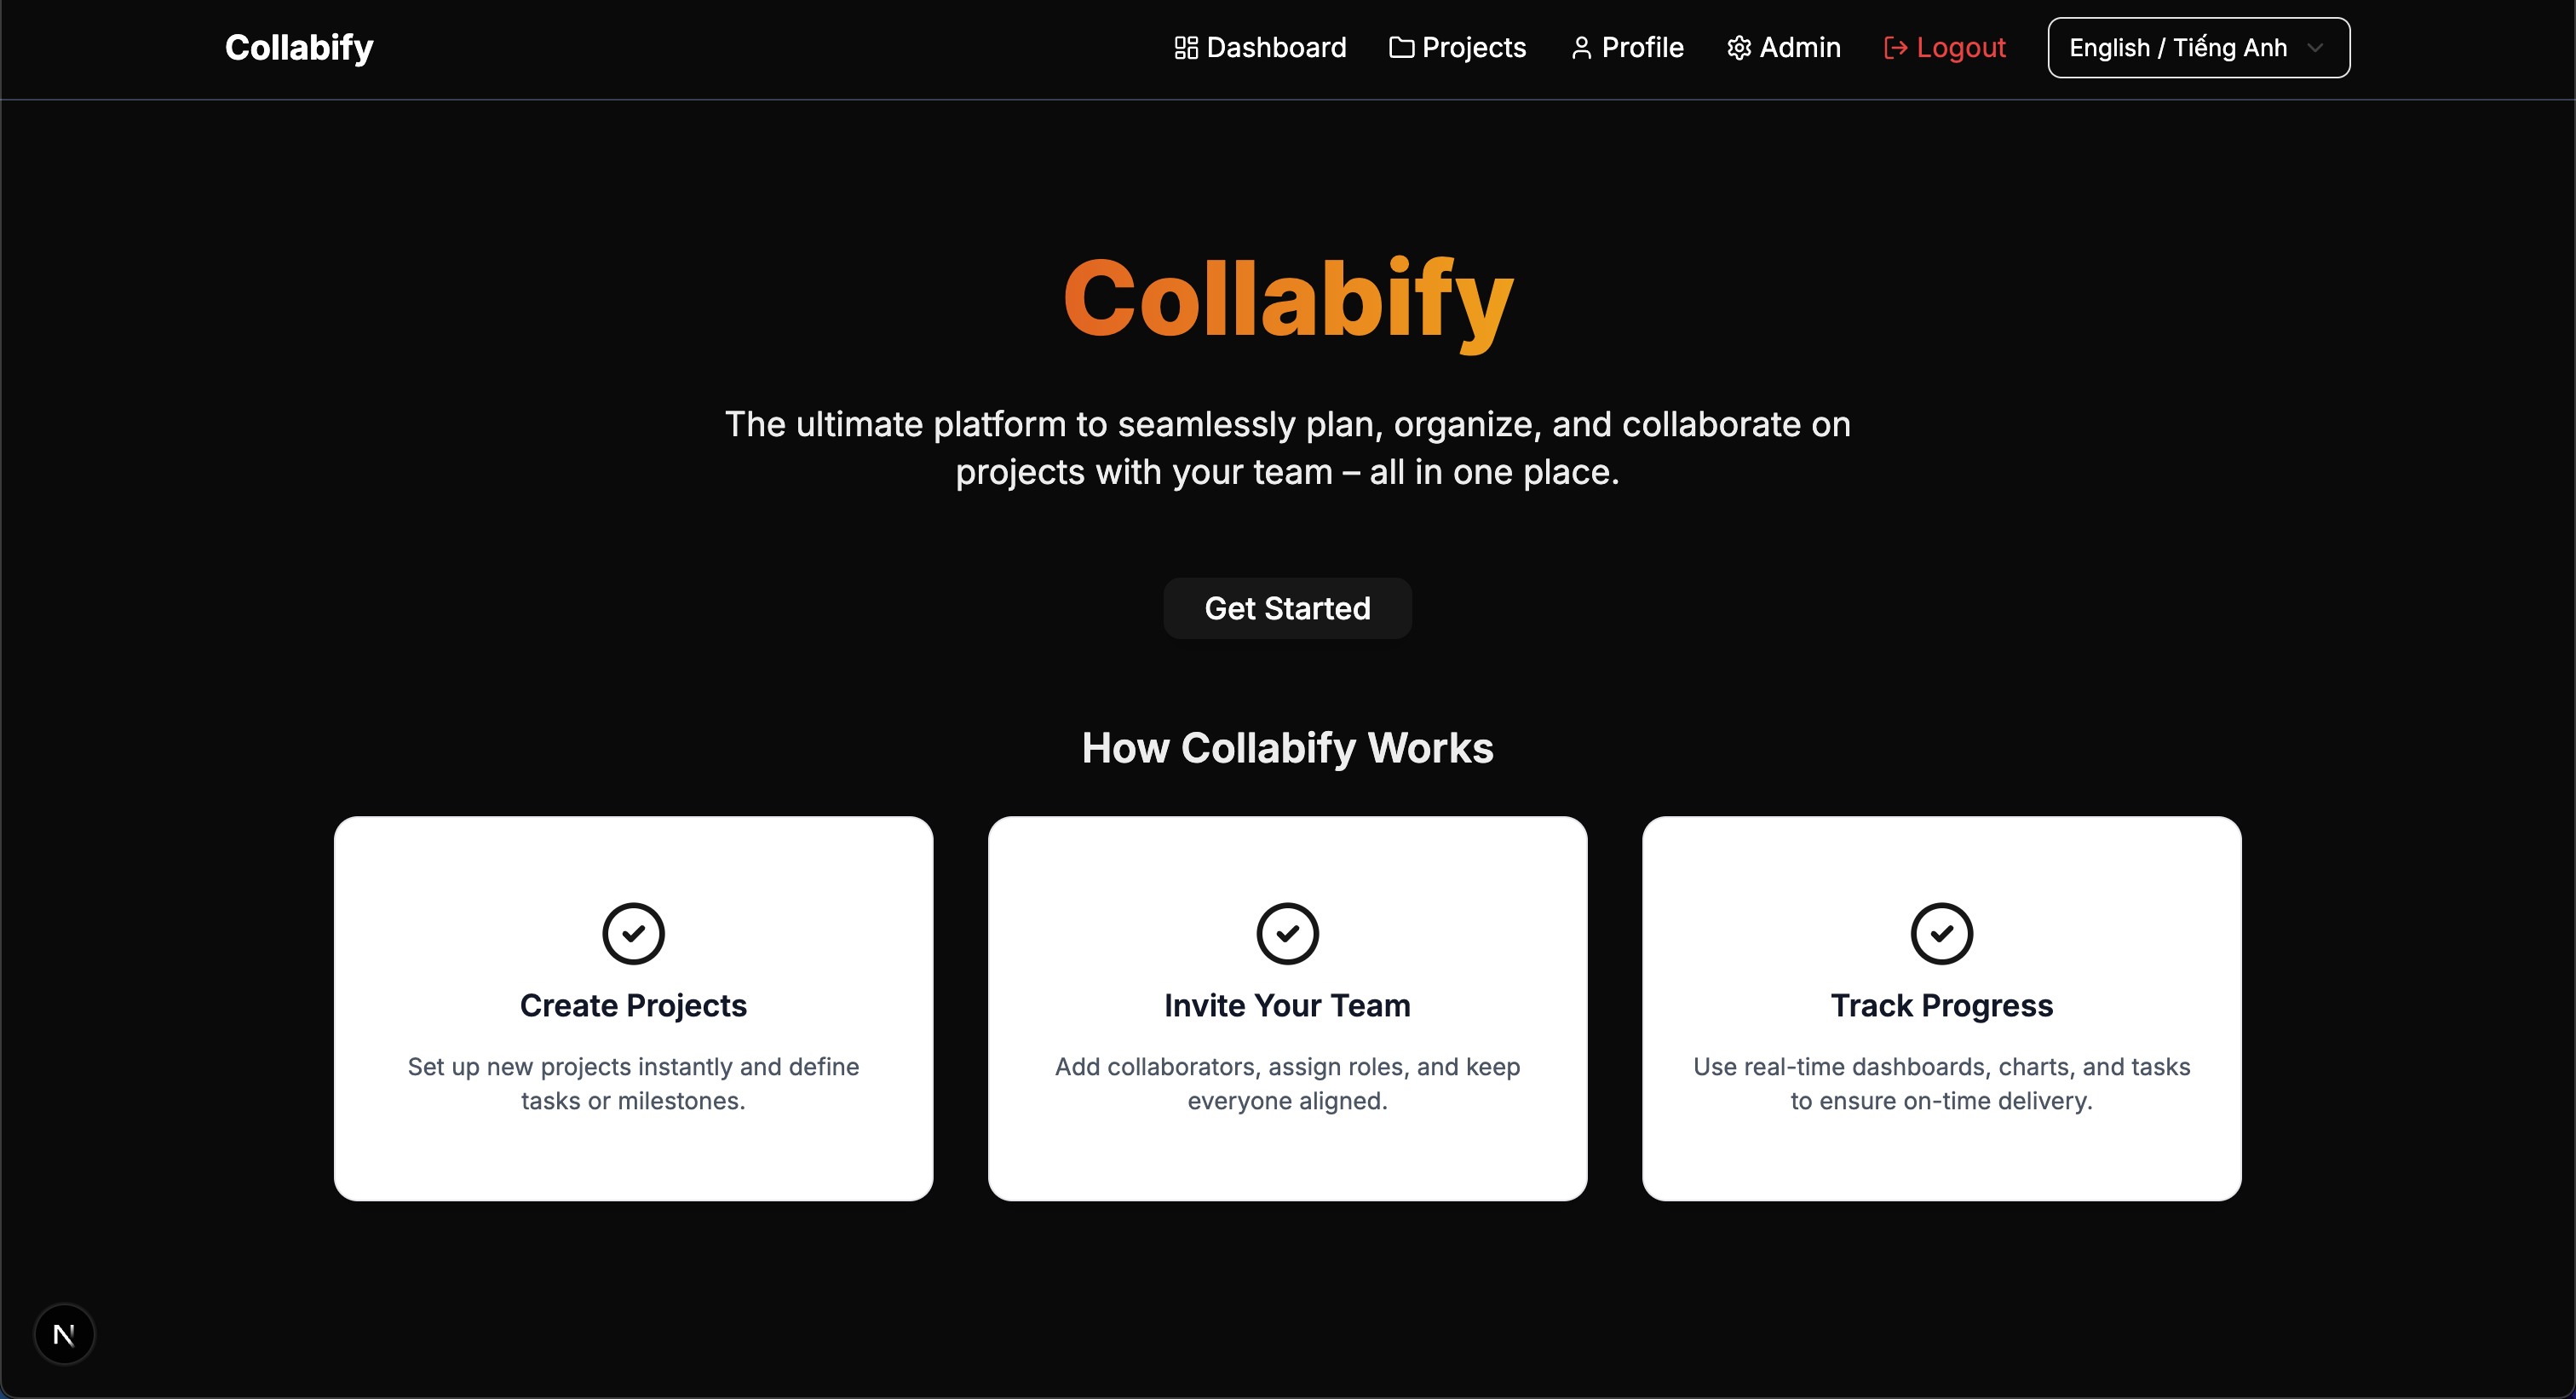 Collabify
Dashboard
Projects
Profile
Admin
Logout
English / Tiếng Anh
Collabify
The ultimate platform to seamlessly plan, organize, and collaborate on
projects with your team – all in one place.
Get Started
How Collabify Works
Create Projects
Set up new projects instantly and define
tasks or milestones.
Invite Your Team
Add collaborators, assign roles, and keep
everyone aligned.
Track Progress
Use real-time dashboards, charts, and tasks
to ensure on-time delivery.
N